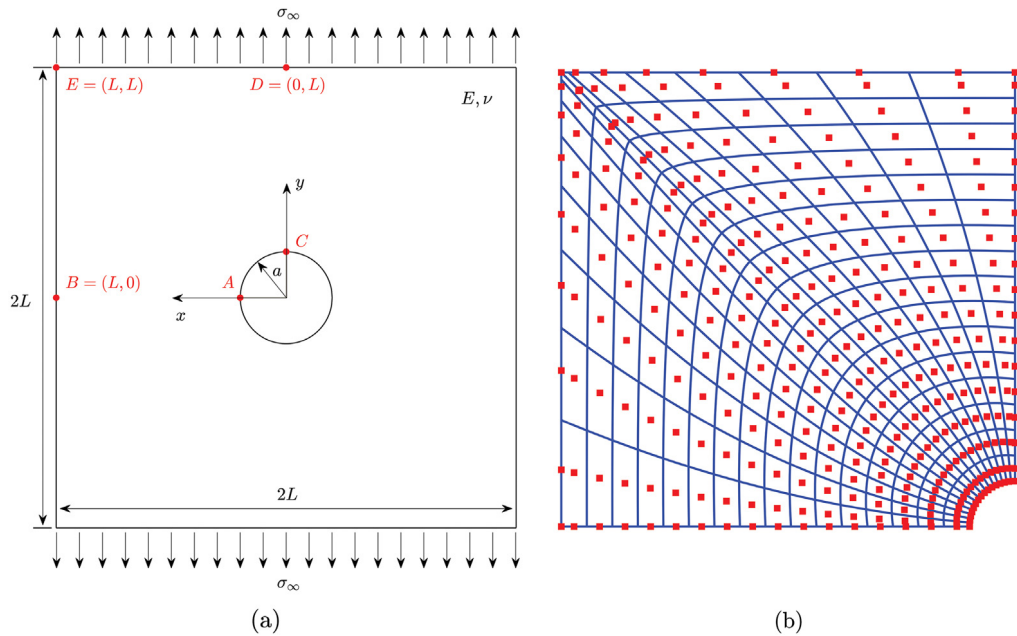 σ∞
E = (L, L)
D = (0, L)
E, ν
y
C
A
a
B = (L, 0)
2L
x
2L
σ∞
(a)
(b)